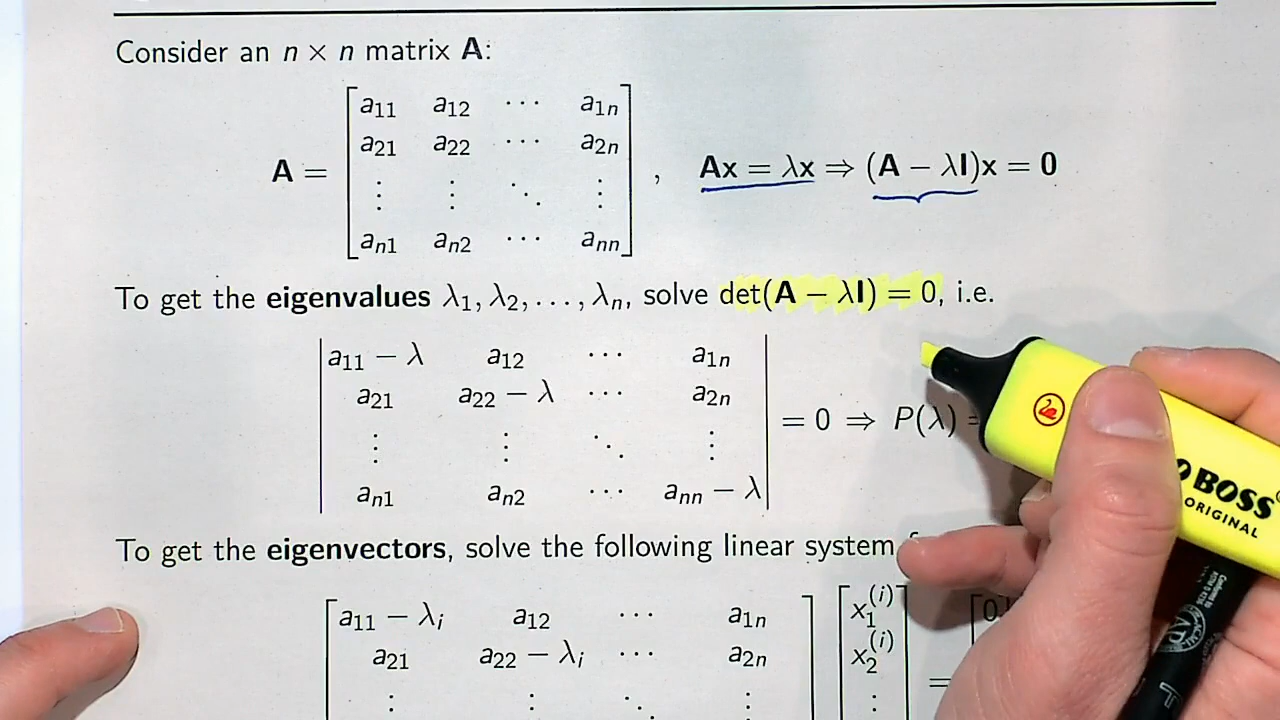 Consider an n × n matrix A:
A = [a11 a12 ⋯ a1n
a21 a22 ⋯ a2n
⋮ ⋮ ⋱ ⋮
an1 an2 ⋯ ann] , Ax = λx ⇒ (A − λI)x = 0
To get the eigenvalues λ1, λ2, . . . , λn, solve det(A − λI) = 0, i.e.
|a11 − λ a12 ⋯ a1n
a21 a22 − λ ⋯ a2n
⋮ ⋮ ⋱ ⋮
an1 an2 ⋯ ann − λ| = 0 ⇒ P(λ) =
To get the eigenvectors, solve the following linear system
[a11 − λi a12 ⋯ a1n] [x1(i)] [0
a21 a22 − λi ⋯ a2n x2(i) =
⋮ ⋮ ⋱ ⋮ ⋮
BOSS
ORIGINAL